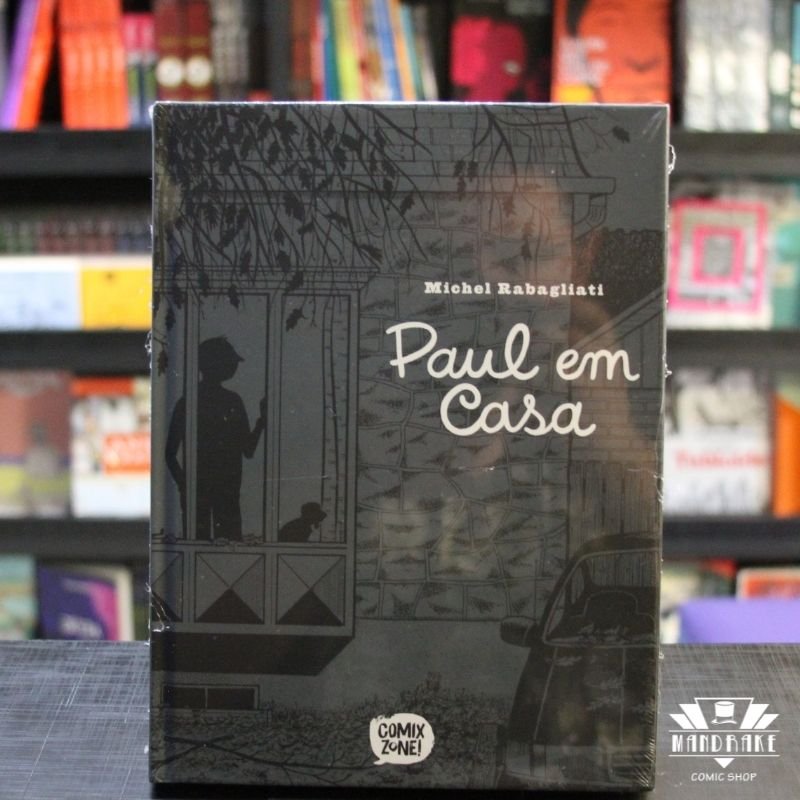 Michel Rabagliati
Paul em
Casa
COMIX
ZONE!
MANDRAKE
COMIC SHOP